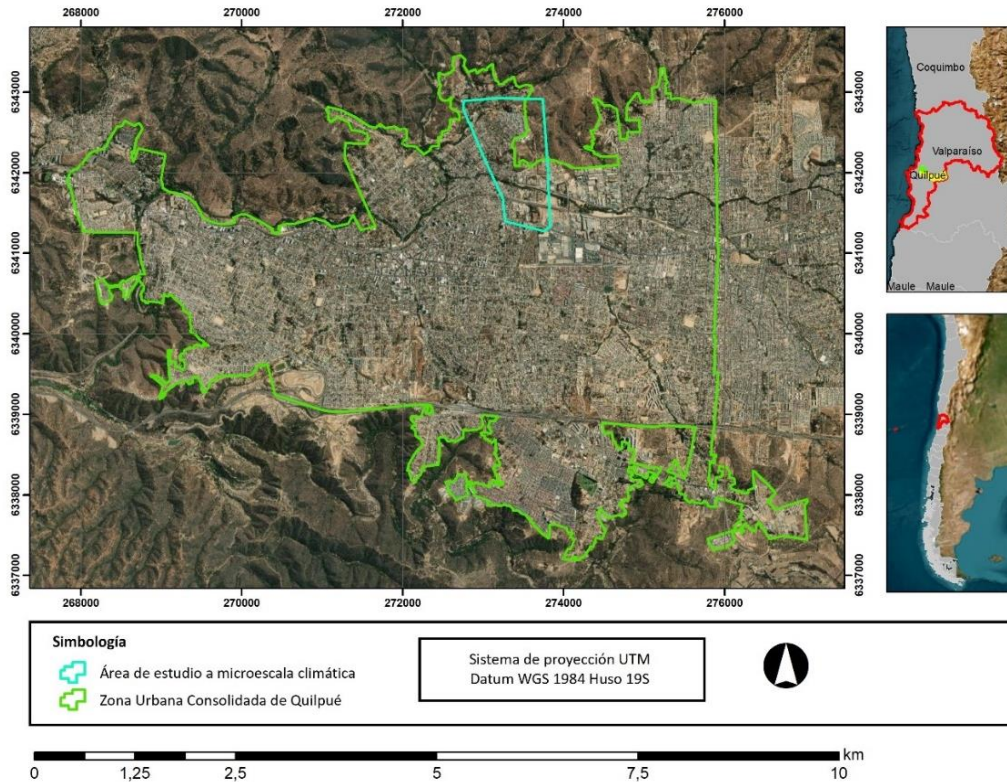 268000 270000 272000 274000 276000
6343000
6342000
6341000
6340000
6339000
6338000
6337000
6343000
6342000
6341000
6340000
6339000
6338000
6337000
268000 270000 272000 274000 276000
Coquimbo
Valparaíso
Quilpué
Maule Maule
Simbología
Área de estudio a microescala climática
Zona Urbana Consolidada de Quilpué
Sistema de proyección UTM
Datum WGS 1984 Huso 19S
km
0 1,25 2,5 5 7,5 10